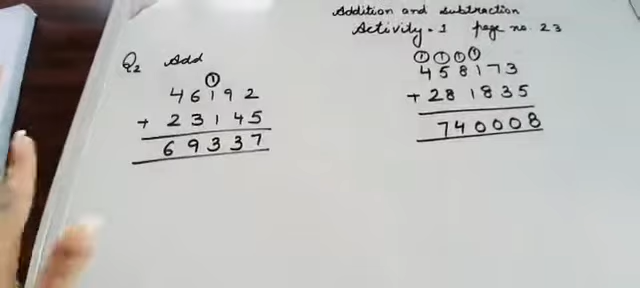 Addition and subtraction
Activity - 1 page no. 23
Q2 Add
1
46192
+ 23145
69337
1 1 1 1
458173
+ 281835
740008